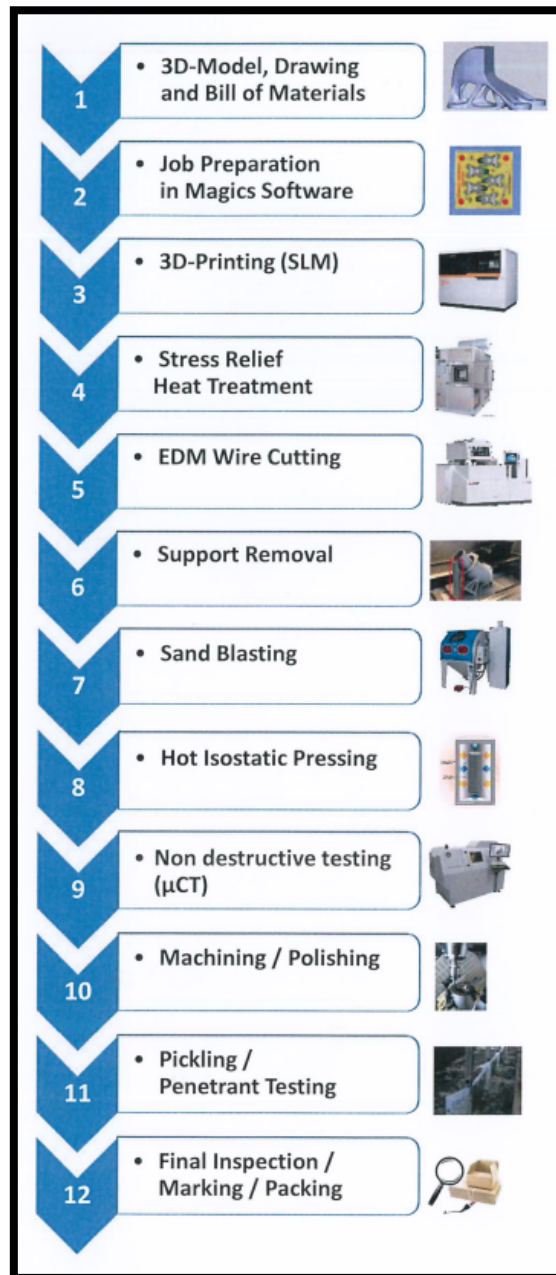 1
• 3D-Model, Drawing
and Bill of Materials
2
• Job Preparation
in Magics Software
3
• 3D-Printing (SLM)
4
• Stress Relief
Heat Treatment
5
• EDM Wire Cutting
6
• Support Removal
7
• Sand Blasting
8
• Hot Isostatic Pressing
9
• Non destructive testing
(µCT)
10
• Machining / Polishing
11
• Pickling /
Penetrant Testing
12
• Final Inspection /
Marking / Packing